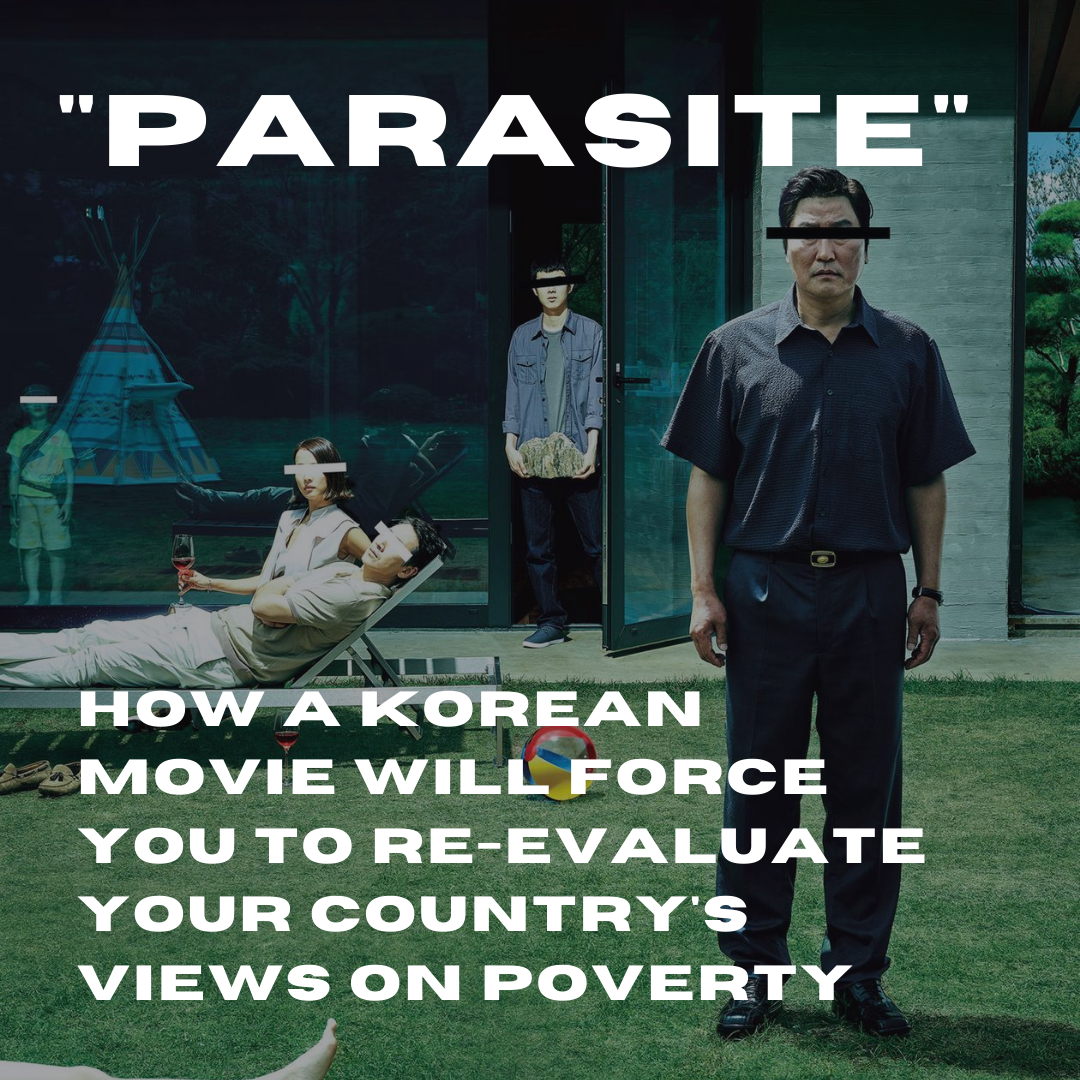 "PARASITE"
HOW A KOREAN
MOVIE WILL FORCE
YOU TO RE-EVALUATE
YOUR COUNTRY'S
VIEWS ON POVERTY